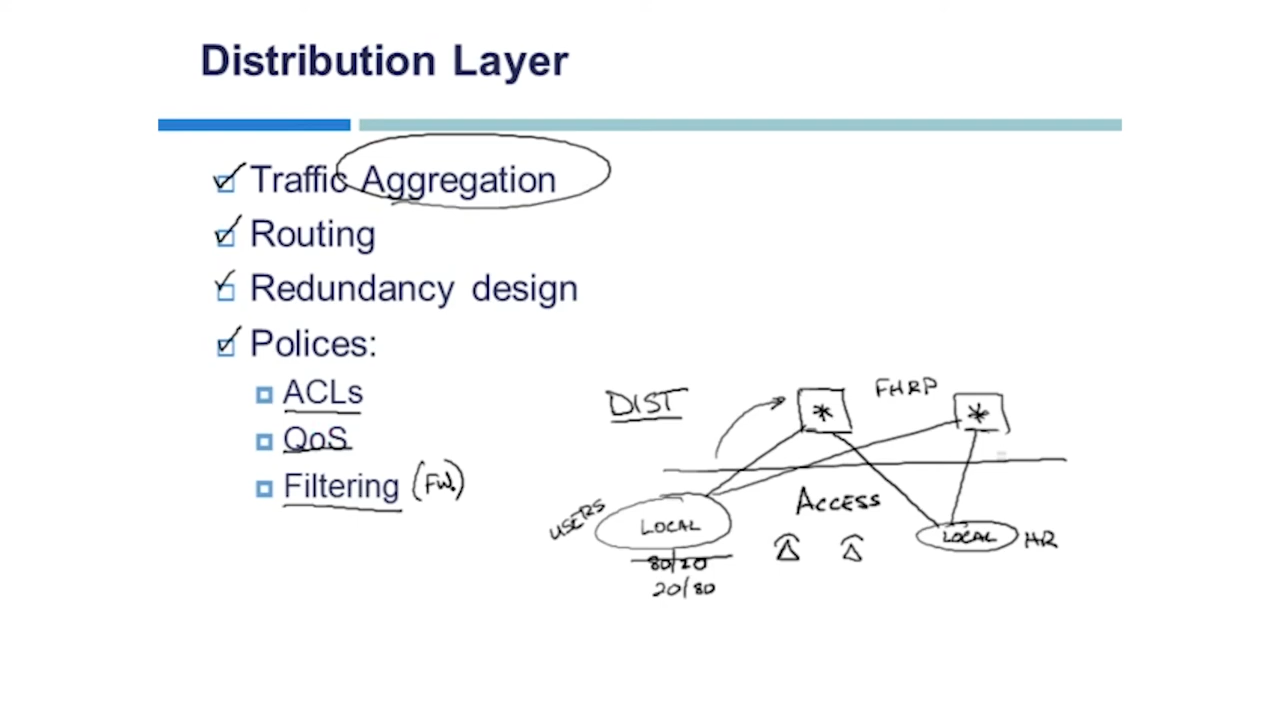 Distribution Layer
Traffic Aggregation
Routing
Redundancy design
Polices:
ACLs
QoS
Filtering (FW.)
DIST
FHRP
ACCESS
USERS
LOCAL
80/20
20/80
LOCAL
HR